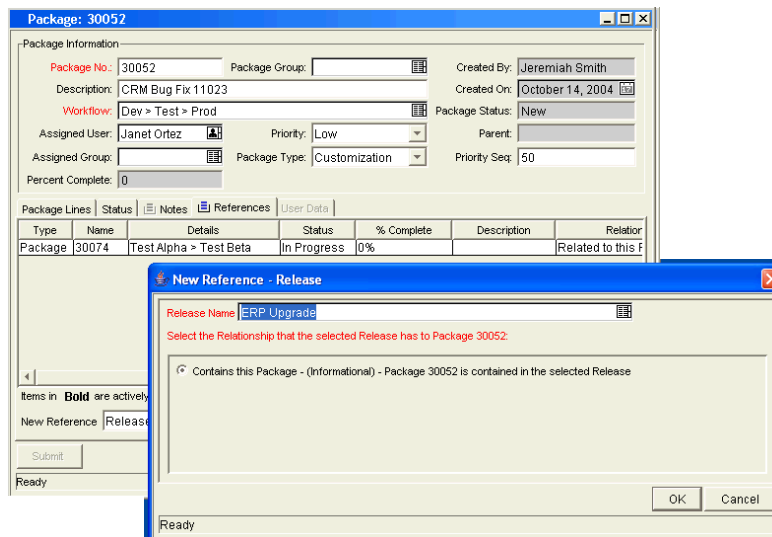 Package: 30052
Package Information
Package No.: 30052 Package Group: Created By: Jeremiah Smith
Description: CRM Bug Fix 11023 Created On: October 14, 2004
Workflow: Dev > Test > Prod Package Status: New
Assigned User: Janet Ortez Priority: Low Parent:
Assigned Group: Package Type: Customization Priority Seq: 50
Percent Complete: 0
Package Lines Status Notes References User Data
Type Name Details Status % Complete Description Relation
Package 30074 Test Alpha > Test Beta In Progress 0% Related to this
New Reference - Release
Release Name ERP Upgrade
Select the Relationship that the selected Release has to Package 30052:
Contains this Package - (Informational) - Package 30052 is contained in the selected Release
Items in Bold are actively
New Reference Release
Submit
Ready
OK Cancel
Ready